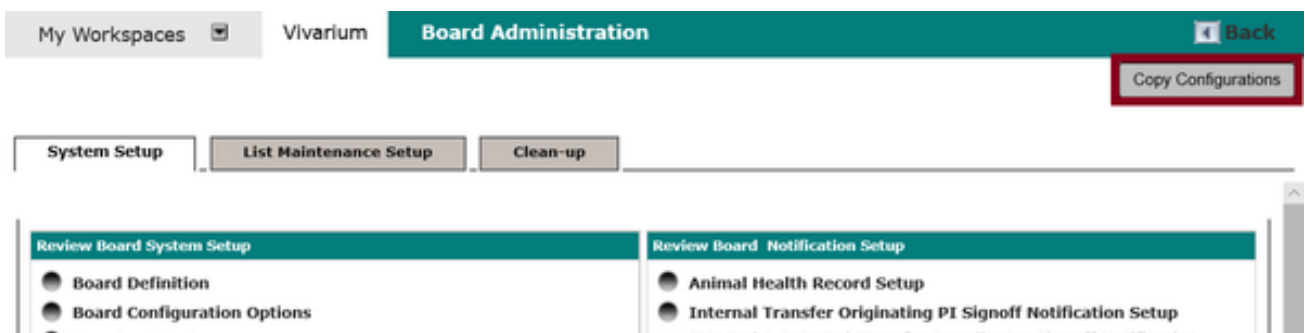 My Workspaces Vivarium Board Administration Back
Copy Configurations
System Setup List Maintenance Setup Clean-up
Review Board System Setup Review Board Notification Setup
Board Definition Animal Health Record Setup
Board Configuration Options Internal Transfer Originating PI Signoff Notification Setup